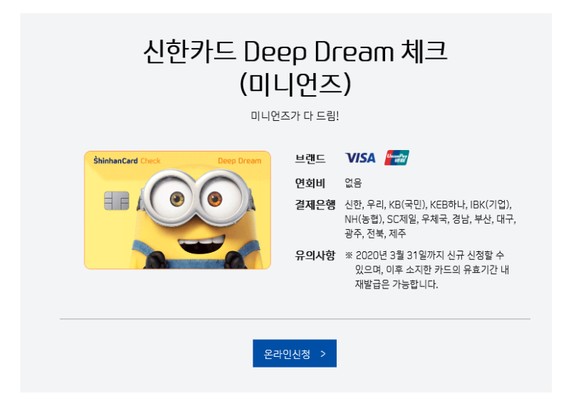 신한카드 Deep Dream 체크
(미니언즈)
미니언즈가 다 드림!
ShinhanCard Check Deep Dream
브랜드 VISA UnionPay 银联
연회비 없음
결제은행 신한, 우리, KB(국민), KEB하나, IBK(기업),
NH(농협), SC제일, 우체국, 경남, 부산, 대구,
광주, 전북, 제주
유의사항 ※ 2020년 3월 31일까지 신규 신청할 수
있으며, 이후 소지한 카드의 유효기간 내
재발급은 가능합니다.
온라인신청 >